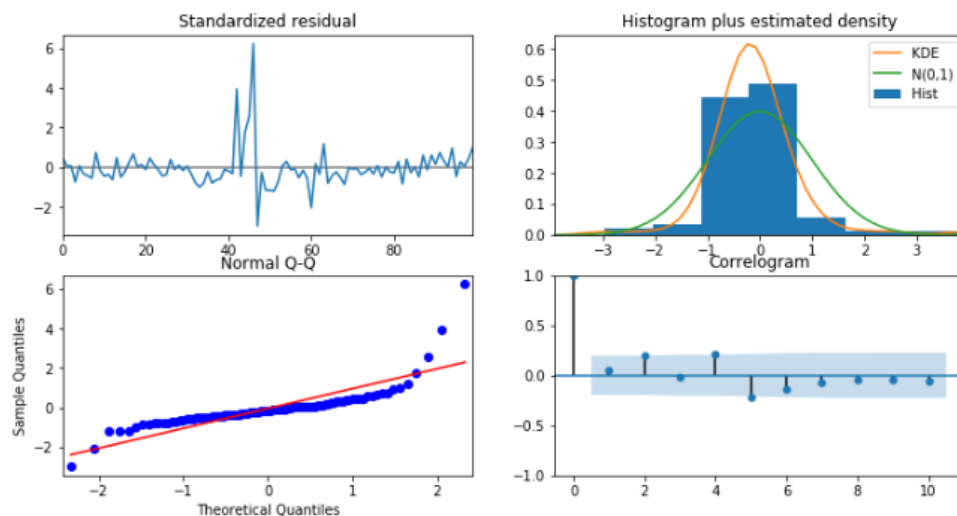 Standardized residual
6
4
2
0
−2
0 20 40 60 80
Histogram plus estimated density
0.6
0.5
0.4
0.3
0.2
0.1
0.0
KDE
N(0,1)
Hist
−3 −2 −1 0 1 2 3
Normal Q-Q
6
4
2
0
−2
Sample Quantiles
−2 −1 0 1 2
Theoretical Quantiles
Correlogram
1.0
0.5
0.0
−0.5
−1.0
0 2 4 6 8 10